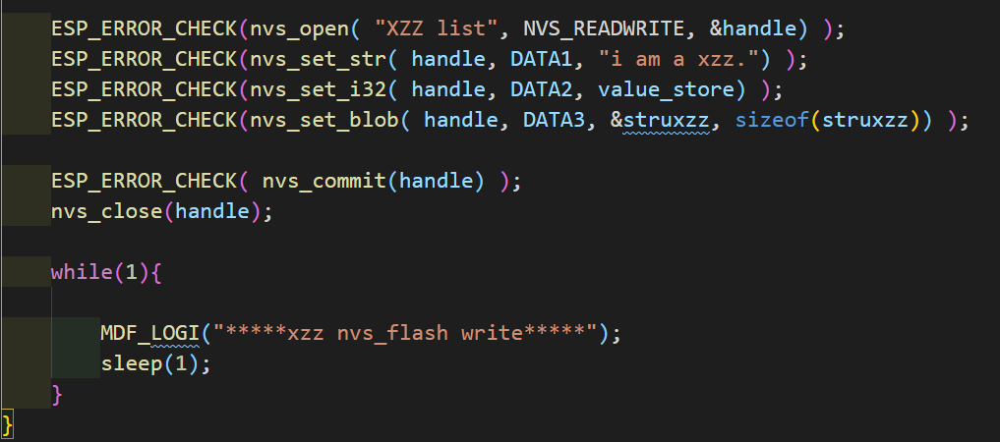 ESP_ERROR_CHECK(nvs_open( "XZZ list", NVS_READWRITE, &handle) );
ESP_ERROR_CHECK(nvs_set_str( handle, DATA1, "i am a xzz.") );
ESP_ERROR_CHECK(nvs_set_i32( handle, DATA2, value_store) );
ESP_ERROR_CHECK(nvs_set_blob( handle, DATA3, &struxzz, sizeof(struxzz)) );
ESP_ERROR_CHECK( nvs_commit(handle) );
nvs_close(handle);
while(1){
MDF_LOGI("*****xzz nvs_flash write*****");
sleep(1);
}
}